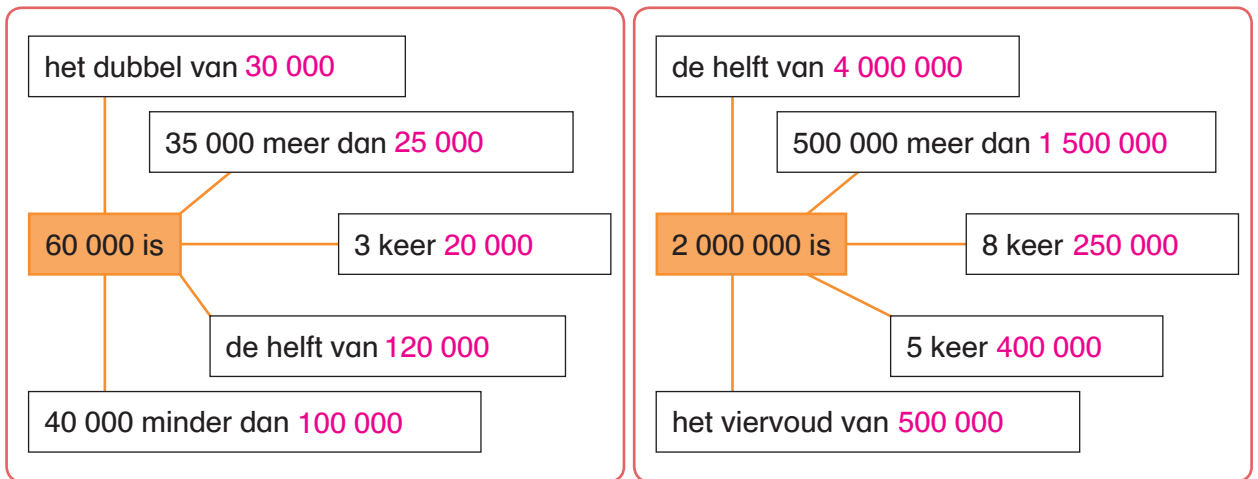 het dubbel van 30 000
35 000 meer dan 25 000
60 000 is
3 keer 20 000
de helft van 120 000
40 000 minder dan 100 000
de helft van 4 000 000
500 000 meer dan 1 500 000
2 000 000 is
8 keer 250 000
5 keer 400 000
het viervoud van 500 000